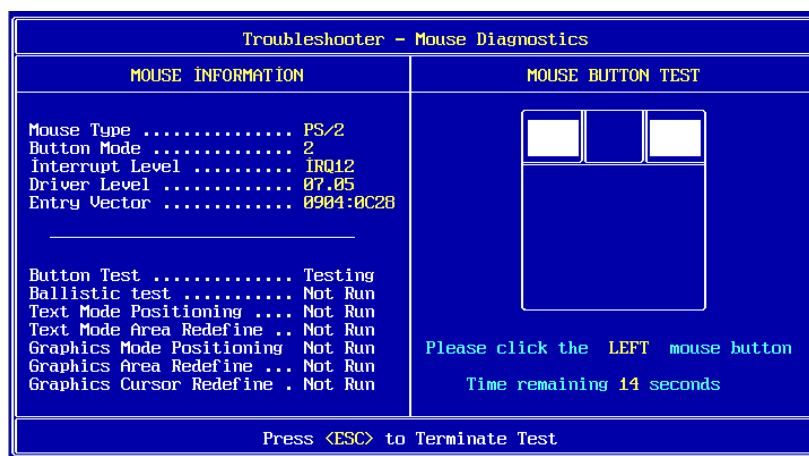 Troubleshooter – Mouse Diagnostics
MOUSE İNFORMATİON
Mouse Type ............... PS/2
Button Mode .............. 2
İnterrupt Level .......... İRQ12
Driver Level ............. 07.05
Entry Vector ............. 0904:0C28
Button Test .............. Testing
Ballistic test ........... Not Run
Text Mode Positioning .... Not Run
Text Mode Area Redefine .. Not Run
Graphics Mode Positioning Not Run
Graphics Area Redefine ... Not Run
Graphics Cursor Redefine . Not Run
MOUSE BUTTON TEST
Please click the LEFT mouse button
Time remaining 14 seconds
Press <ESC> to Terminate Test